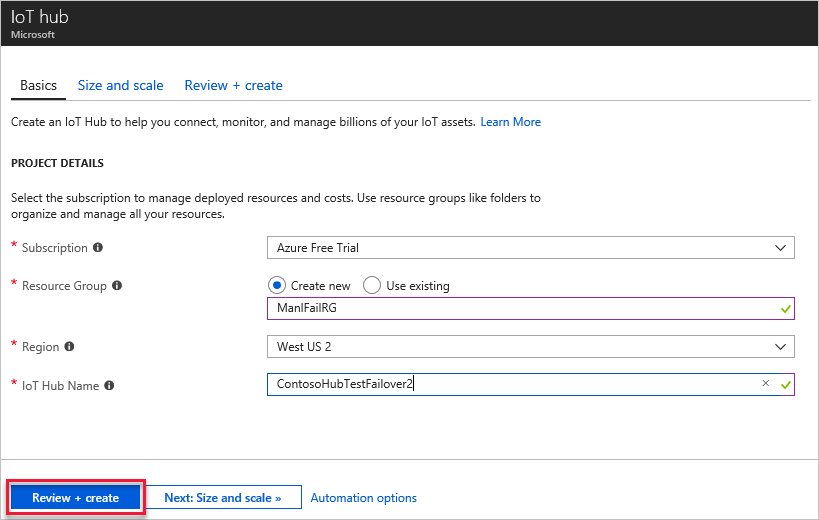 IoT hub
Microsoft
Basics Size and scale Review + create
Create an IoT Hub to help you connect, monitor, and manage billions of your IoT assets. Learn More
PROJECT DETAILS
Select the subscription to manage deployed resources and costs. Use resource groups like folders to
organize and manage all your resources.
* Subscription Azure Free Trial
* Resource Group Create new Use existing
ManlFailRG
* Region West US 2
* IoT Hub Name ContosoHubTestFailover2
Review + create Next: Size and scale » Automation options